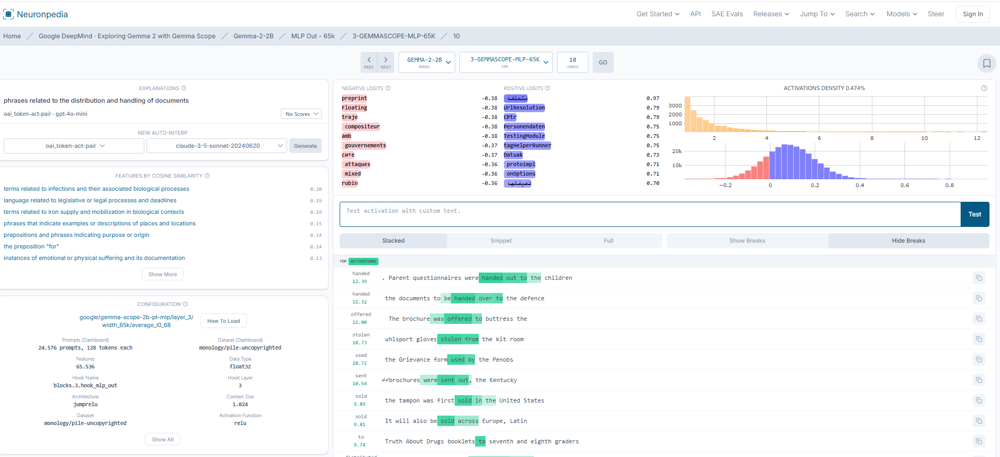 Neuronpedia
Get Started API SAE Evals Releases Jump To Search Models Steer Sign In
Home / Google DeepMind · Exploring Gemma 2 with Gemma Scope / Gemma-2-2B / MLP Out - 65k / 3-GEMMASCOPE-MLP-65K / 10
PREV NEXT
GEMMA-2-2B
MODEL
3-GEMMASCOPE-MLP-65K
SAE
10
INDEX
GO
EXPLANATIONS
phrases related to the distribution and handling of documents
oai_token-act-pair · gpt-4o-mini
No Scores
NEW AUTO-INTERP
oai_token-act-pair
claude-3-5-sonnet-20240620
Generate
FEATURES BY COSINE SIMILARITY
terms related to infections and their associated biological processes 0.20
language related to legislative or legal processes and deadlines 0.19
terms related to iron supply and mobilization in biological contexts 0.19
phrases that indicate examples or descriptions of places and locations 0.15
prepositions and phrases indicating purpose or origin 0.14
the preposition "for" 0.14
instances of emotional or physical suffering and its documentation 0.13
Show More
CONFIGURATION
google/gemma-scope-2b-pt-mlp/layer_3/
width_65k/average_l0_68
How To Load
Prompts (Dashboard)
24.576 prompts, 128 tokens each
Dataset (Dashboard)
monology/pile-uncopyrighted
Features
65.536
Data Type
float32
Hook Name
blocks.3.hook_mlp_out
Hook Layer
3
Architecture
jumprelu
Context Size
1.024
Dataset
monology/pile-uncopyrighted
Activation Function
relu
Show All
NEGATIVE LOGITS
preprint -0.38
Floating -0.38
traje -0.38
compositeur -0.38
amb -0.38
gouvernements -0.37
сите -0.37
attaques -0.36
mixed -0.36
rubin -0.36
POSITIVE LOGITS
متعلقه 0.97
UrlResolution 0.79
CPtr 0.79
Personendaten 0.75
TestingModule 0.75
tagHelperRunner 0.75
Datuak 0.73
protoimpl 0.71
onOptions 0.71
تضيفلها 0.70
ACTIVATIONS DENSITY 0.474%
3000
2000
1000
2 4 6 8 10 12
20k
10k
−0.2 0 0.2 0.4 0.6 0.8
Test activation with custom text.
Test
Stacked Snippet Full
Show Breaks Hide Breaks
TOP ACTIVATIONS
handed
12.39
. Parent questionnaires were handed out to the children
handed
11.32
the documents to be handed over to the defence
offered
11.00
The brochure was offered to buttress the
stolen
10.73
uhlsport gloves stolen from the kit room
used
10.72
the Grievance form used by the Penobs
sent
10.54
↵↵brochures were sent out, the Kentucky
sold
9.89
the tampon was first sold in the United States
sold
9.81
It will also be sold across Europe, Latin
to
9.74
Truth About Drugs booklets to seventh and eighth graders
distributed